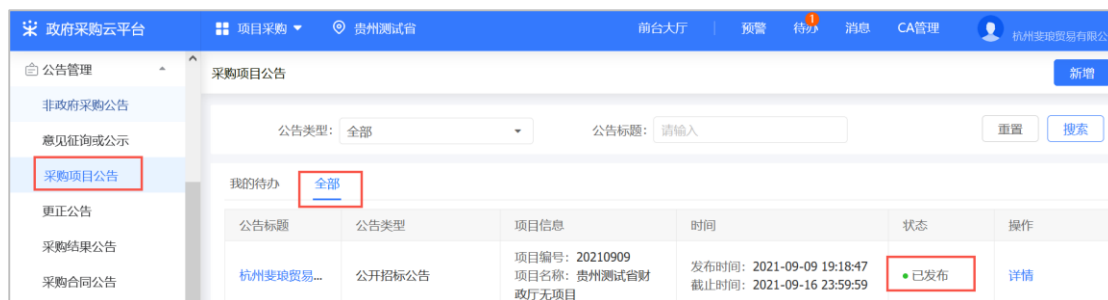 政府采购云平台
项目采购
贵州测试省
前台大厅
预警
待办
1
消息
CA管理
杭州斐琅贸易有限公
公告管理
非政府采购公告
意见征询或公示
采购项目公告
更正公告
采购结果公告
采购合同公告
采购项目公告
新增
公告类型： 全部
公告标题： 请输入
重置
搜索
我的待办
全部
公告标题
公告类型
项目信息
时间
状态
操作
杭州斐琅贸易...
公开招标公告
项目编号：20210909
项目名称：贵州测试省财
政厅无项目
发布时间：2021-09-09 19:18:47
截止时间：2021-09-16 23:59:59
已发布
详情